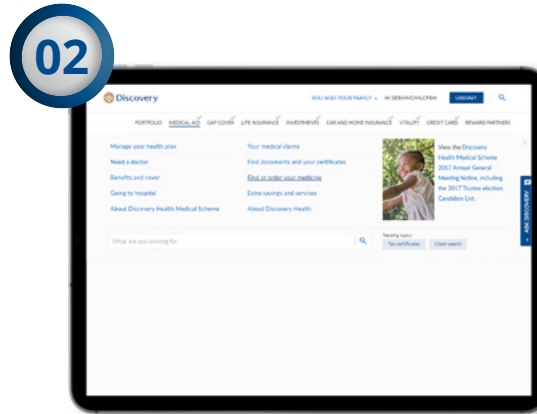 02
Discovery
YOU AND YOUR FAMILY
LOGOUT
PORTFOLIO MEDICAL AID GAP COVER LIFE INSURANCE INVESTMENTS CAR AND HOME INSURANCE VITALITY CREDIT CARD REWARD PARTNERS
Manage your health plan
Need a doctor
Benefits and cover
Going to hospital
About Discovery Health Medical Scheme
Your medical claims
Find documents and your certificates
Find or order your medicine
Extra savings and services
About Discovery Health
View the Discovery
Health Medical Scheme
2017 Annual General
Meeting Notice, including
the 2017 Trustee election
Candidate List .
ASK DISCOVERY
What are you looking for
Trending topics:
Tax certificates
Claim search